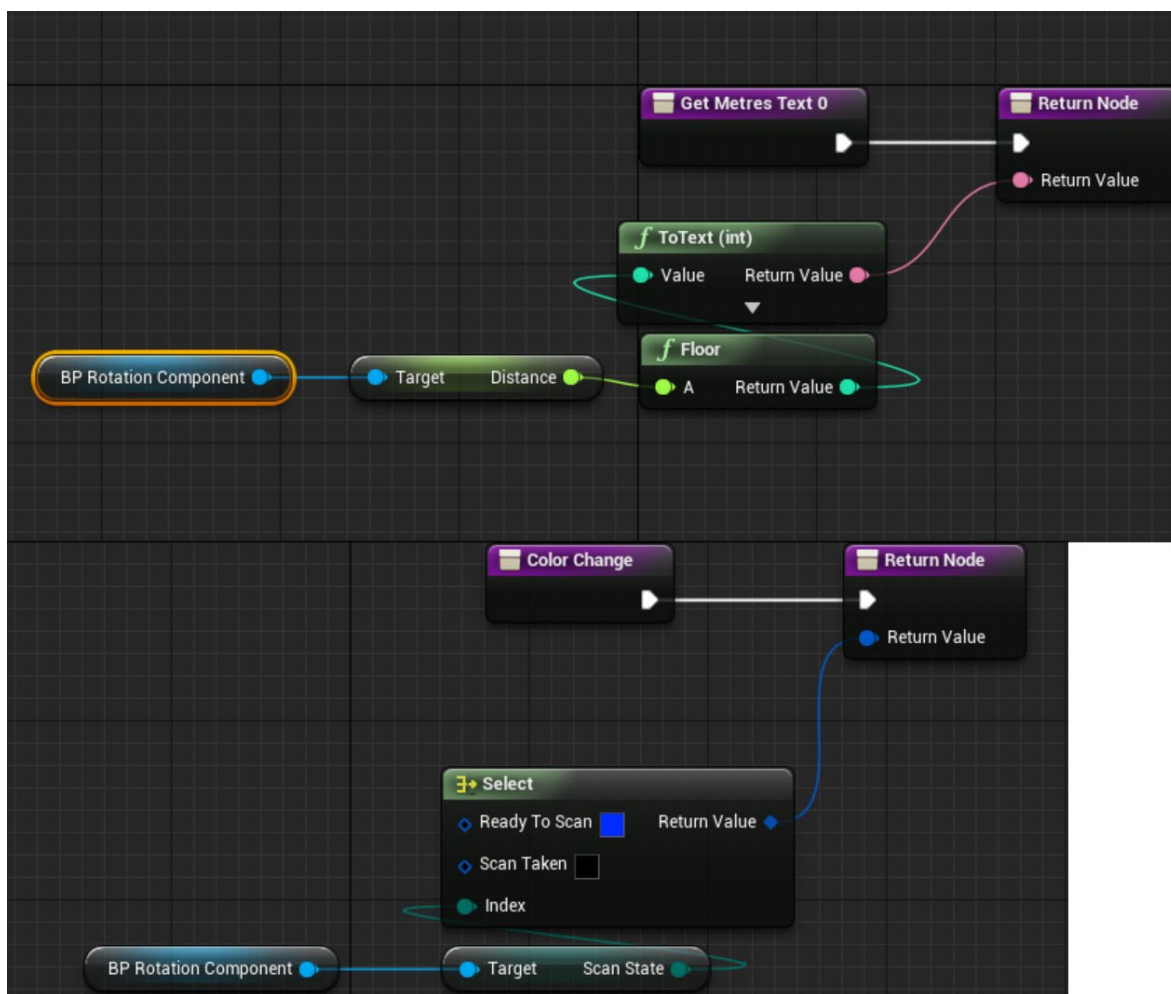 Get Metres Text 0
Return Node
Return Value
ƒ ToText (int)
Value Return Value
ƒ Floor
BP Rotation Component
Target Distance
A Return Value
Color Change
Return Node
Return Value
Select
Ready To Scan Return Value
Scan Taken
Index
BP Rotation Component
Target Scan State